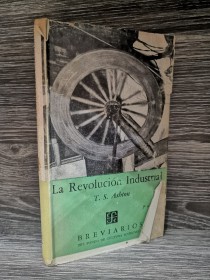 La Revolución Industrial
T. S. Ashton
BREVIARIOS